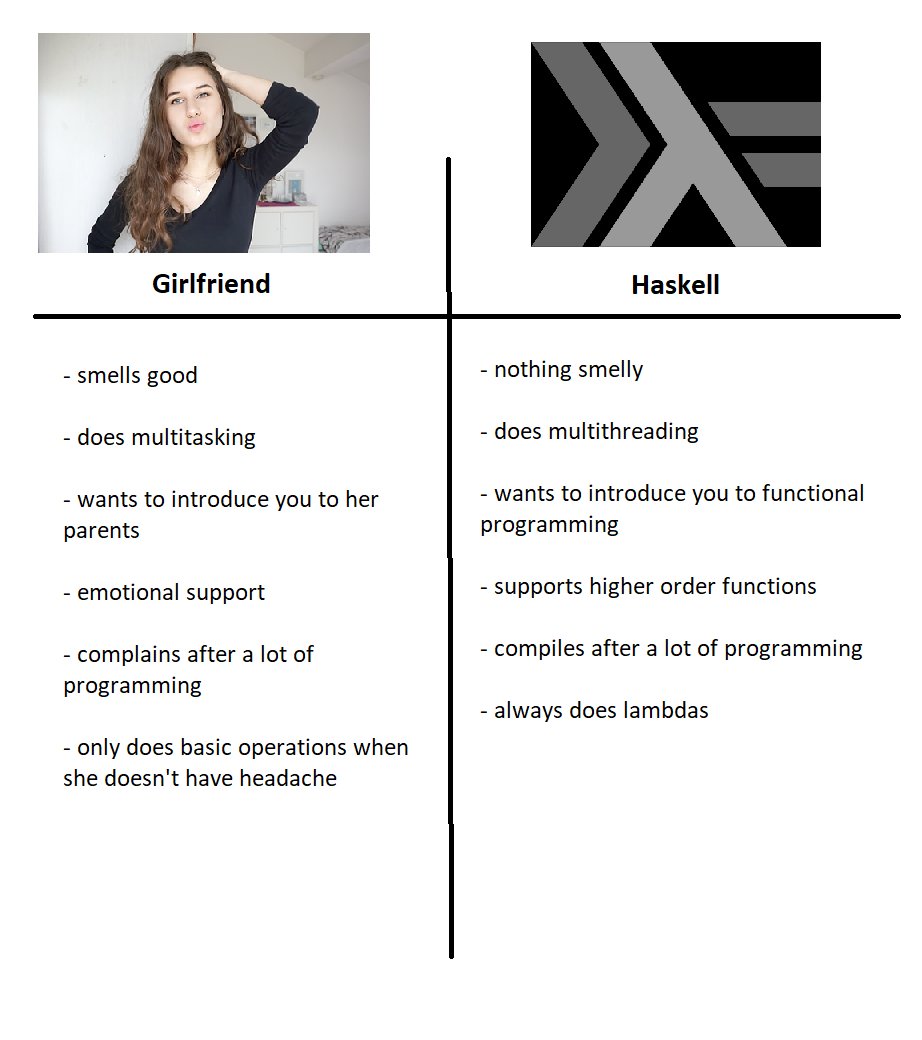 Girlfriend
Haskell
- smells good
- does multitasking
- wants to introduce you to her
parents
- emotional support
- complains after a lot of
programming
- only does basic operations when
she doesn't have headache
- nothing smelly
- does multithreading
- wants to introduce you to functional
programming
- supports higher order functions
- compiles after a lot of programming
- always does lambdas